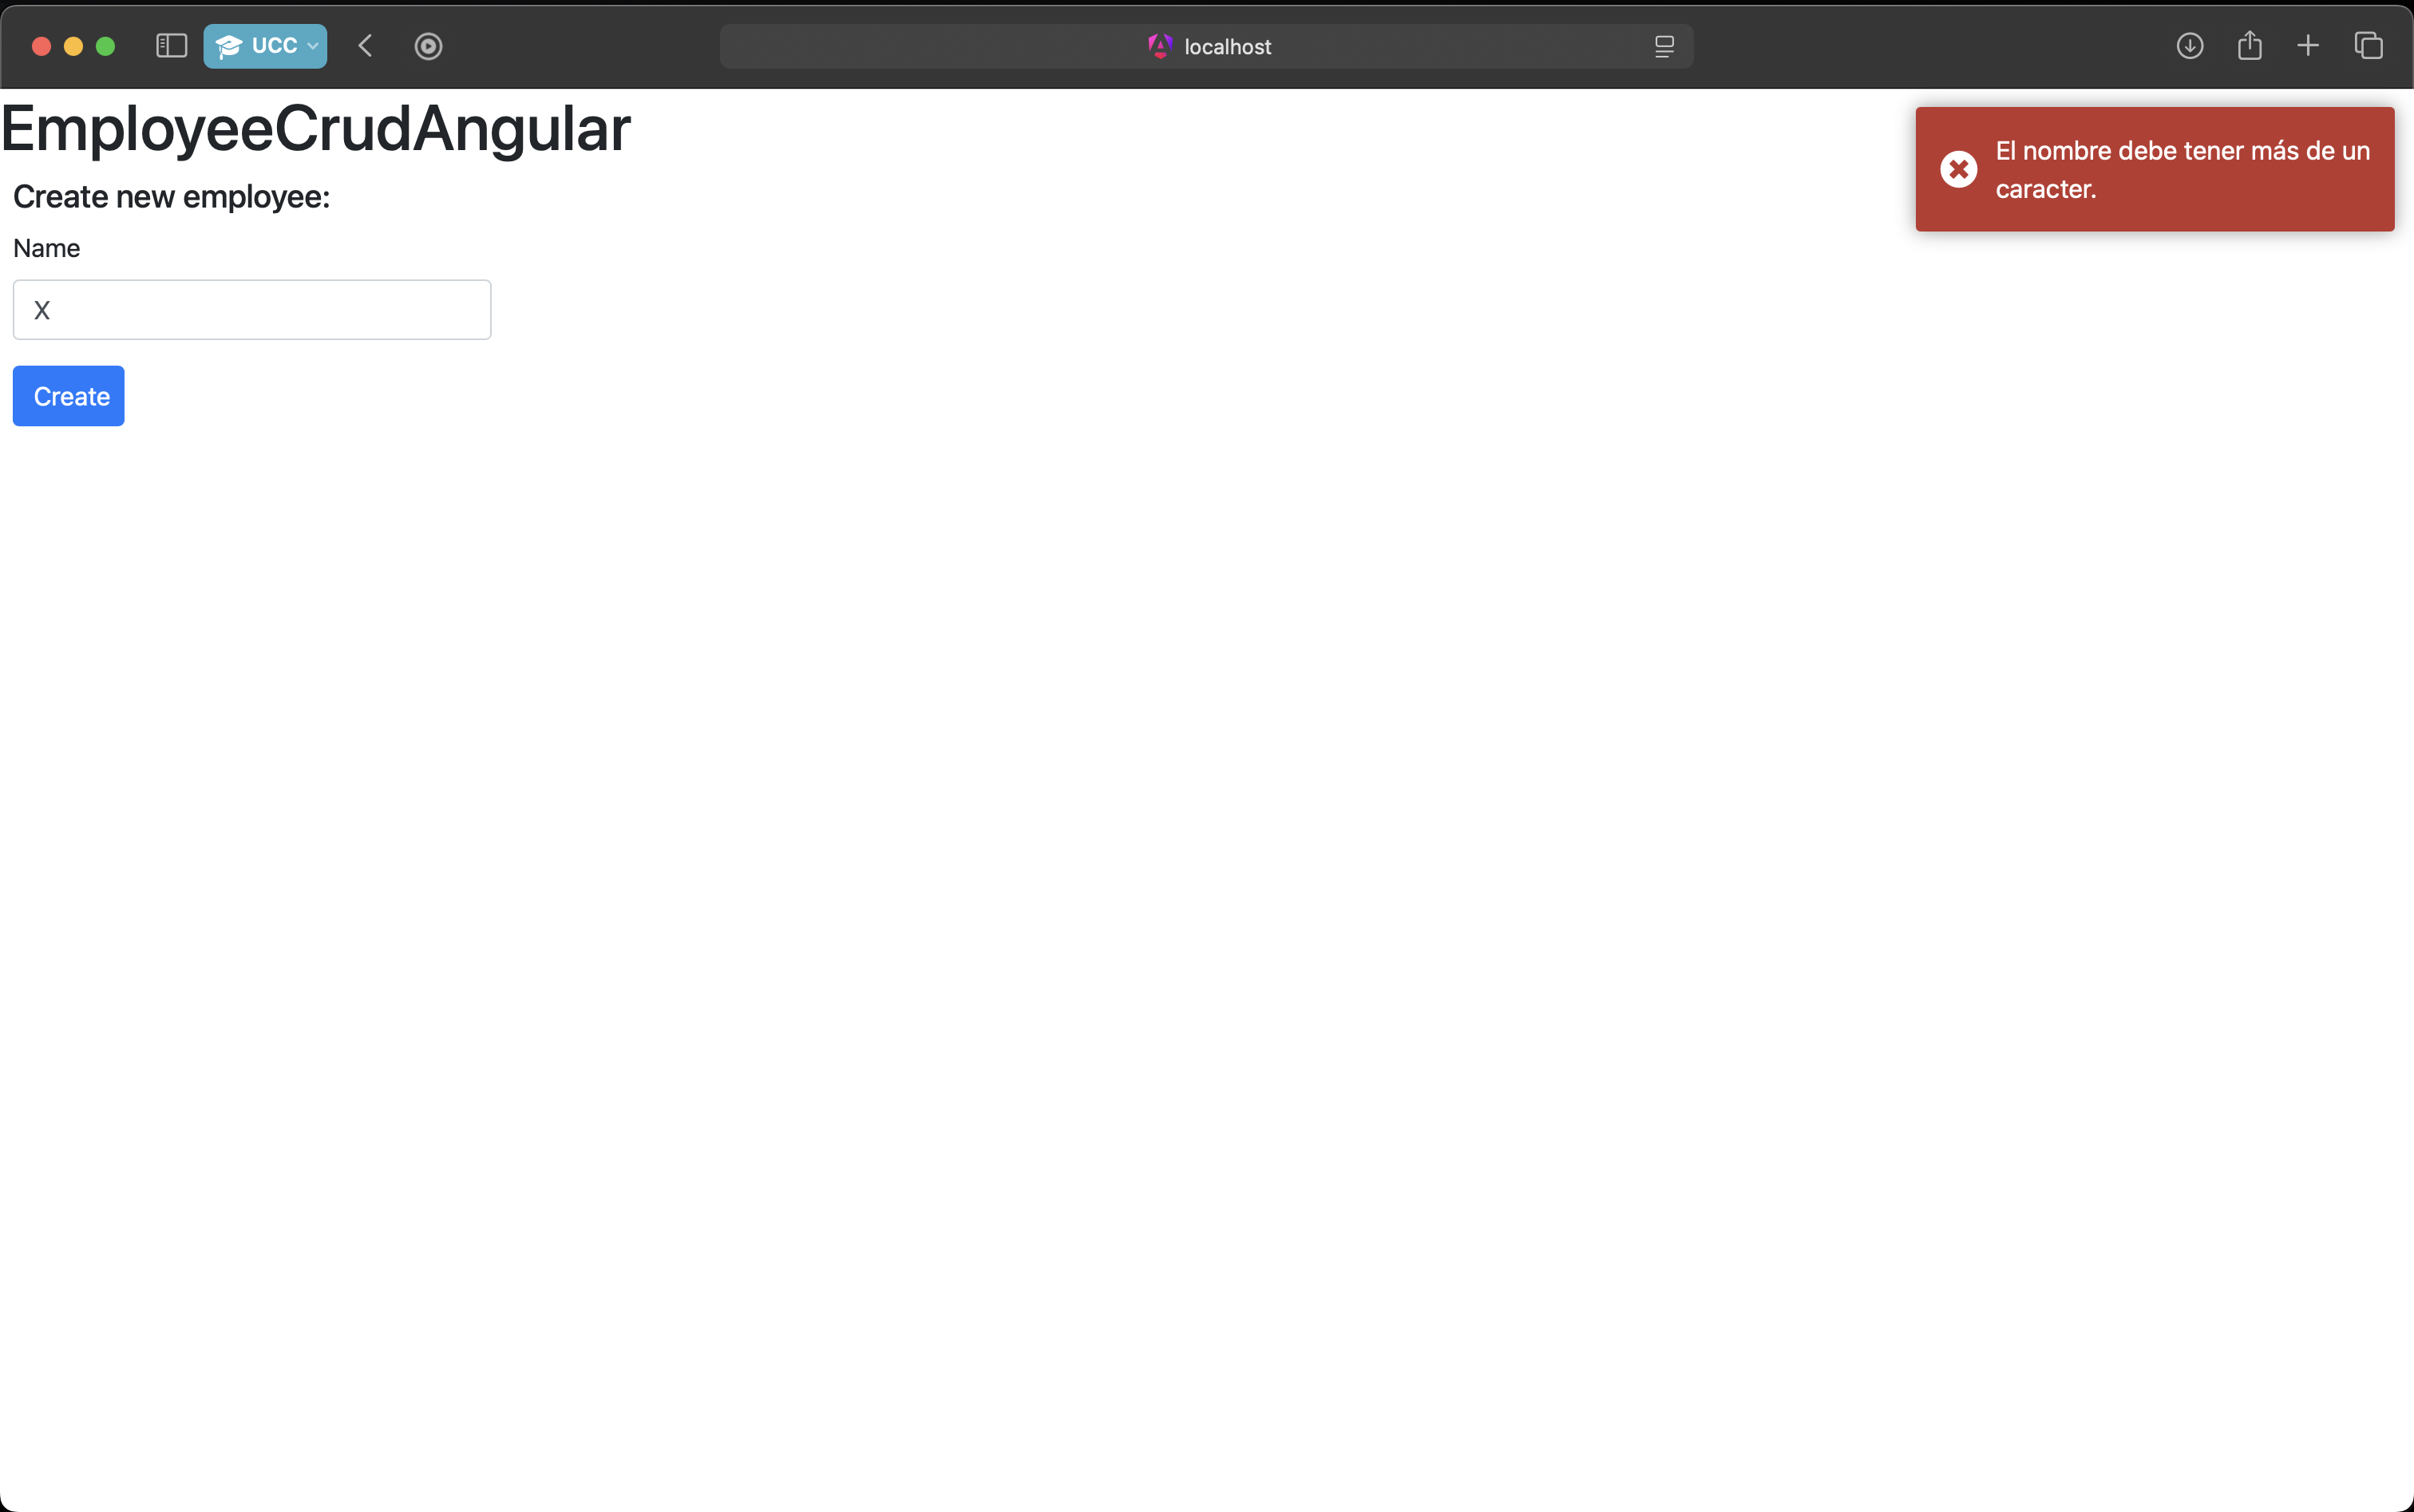 UCC
localhost
EmployeeCrudAngular
El nombre debe tener más de un
caracter.
Create new employee:
Name
X
Create